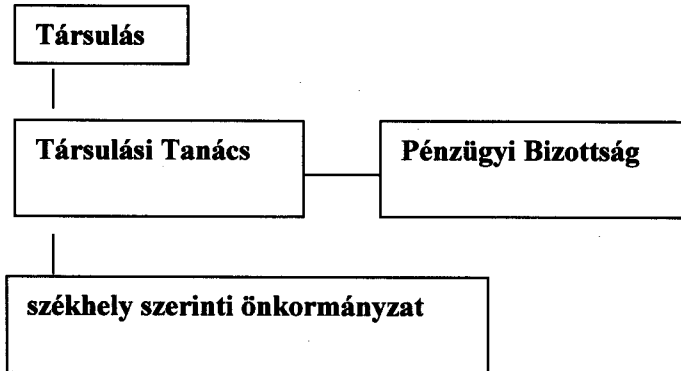 Társulás
Társulási Tanács
Pénzügyi Bizottság
székhely szerinti önkormányzat